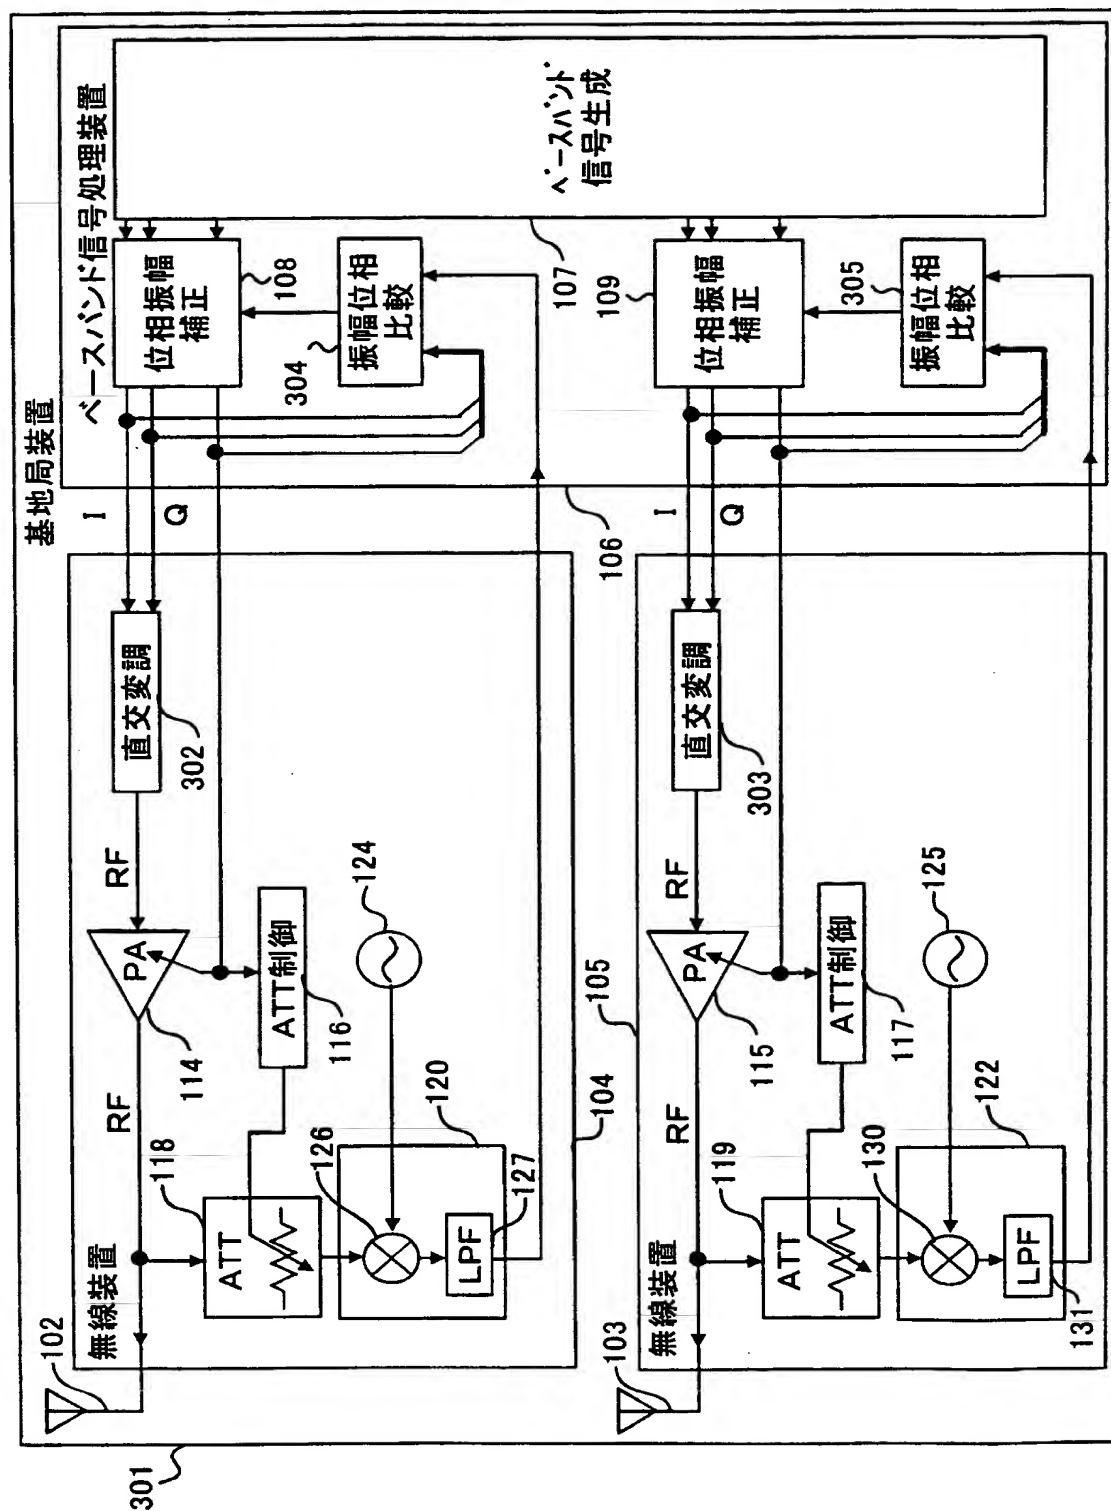 301
基地局装置
102
無線装置
118
ATT
RF
114
PA
RF
302
直交変調
I
Q
ベースバンド信号処理装置
位相振幅
補正
108
304
振幅位相
比較
ATT制御
116
124
126
120
LPF
127
104
106
107
ベースバンド
信号生成
103
無線装置
119
ATT
RF
115
PA
RF
303
直交変調
I
Q
109
位相振幅
補正
305
振幅位相
比較
105
ATT制御
117
125
130
122
LPF
131